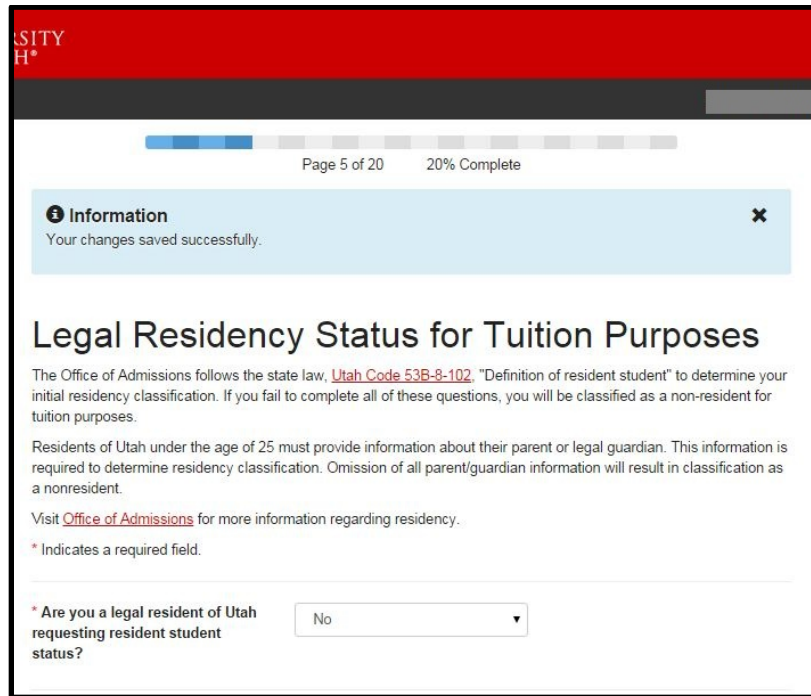 RSITY
H®
Page 5 of 20 20% Complete
Information
Your changes saved successfully.
Legal Residency Status for Tuition Purposes
The Office of Admissions follows the state law, Utah Code 53B-8-102, "Definition of resident student" to determine your
initial residency classification. If you fail to complete all of these questions, you will be classified as a non-resident for
tuition purposes.
Residents of Utah under the age of 25 must provide information about their parent or legal guardian. This information is
required to determine residency classification. Omission of all parent/guardian information will result in classification as
a nonresident.
Visit Office of Admissions for more information regarding residency.
* Indicates a required field.
* Are you a legal resident of Utah
requesting resident student
status?
No